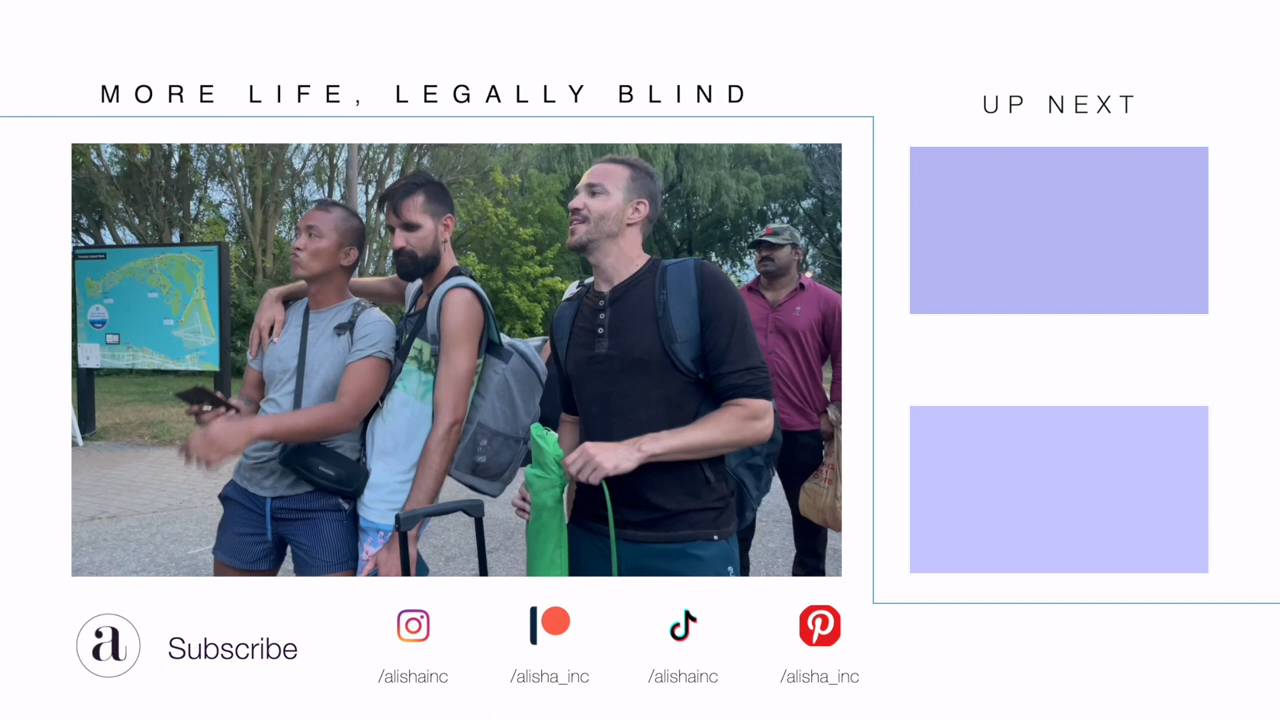 MORE LIFE, LEGALLY BLIND
UP NEXT
a
Subscribe
/alishainc
/alisha_inc
/alishainc
/alisha_inc